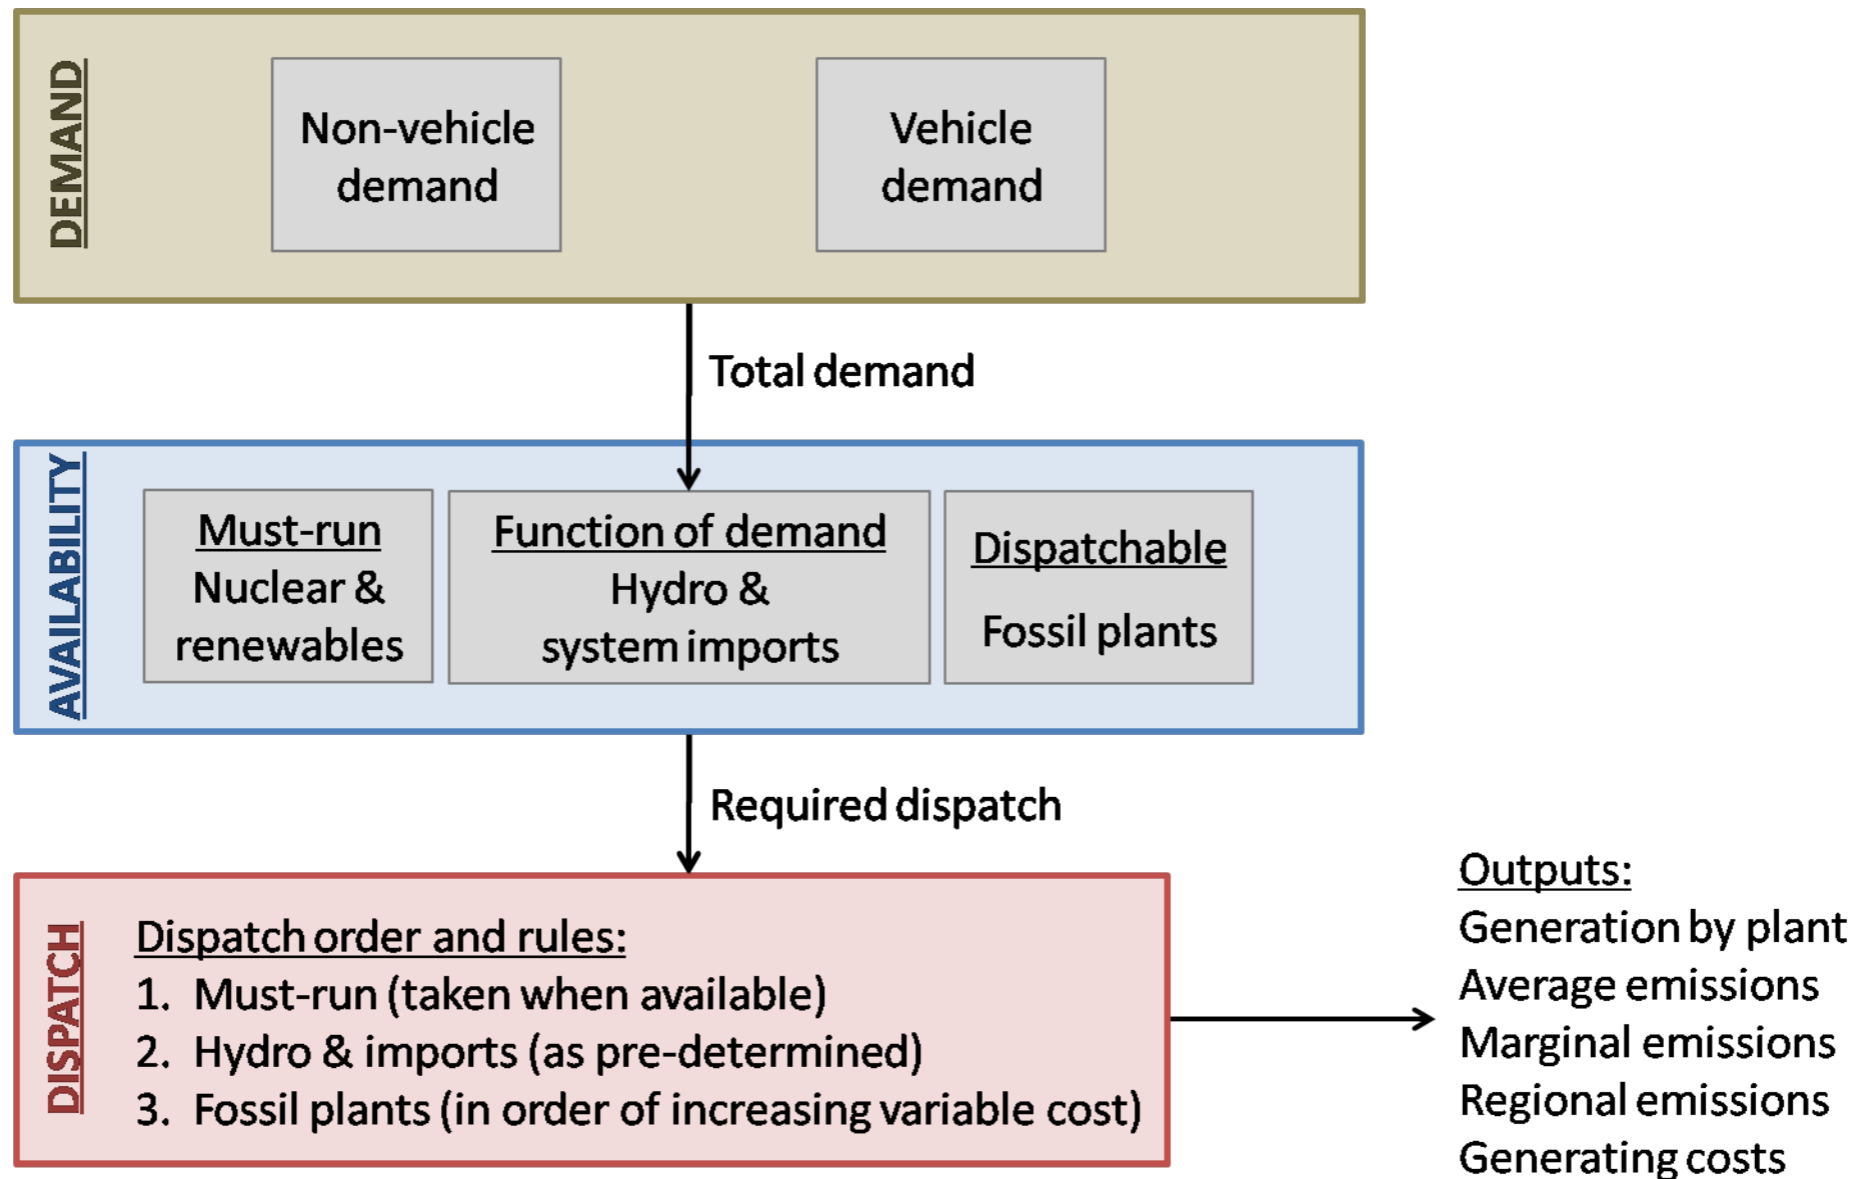 DEMAND
Non-vehicle
demand
Vehicle
demand
Total demand
AVAILABILITY
Must-run
Nuclear &
renewables
Function of demand
Hydro &
system imports
Dispatchable
Fossil plants
Required dispatch
DISPATCH
Dispatch order and rules:
1. Must-run (taken when available)
2. Hydro & imports (as pre-determined)
3. Fossil plants (in order of increasing variable cost)
Outputs:
Generation by plant
Average emissions
Marginal emissions
Regional emissions
Generating costs